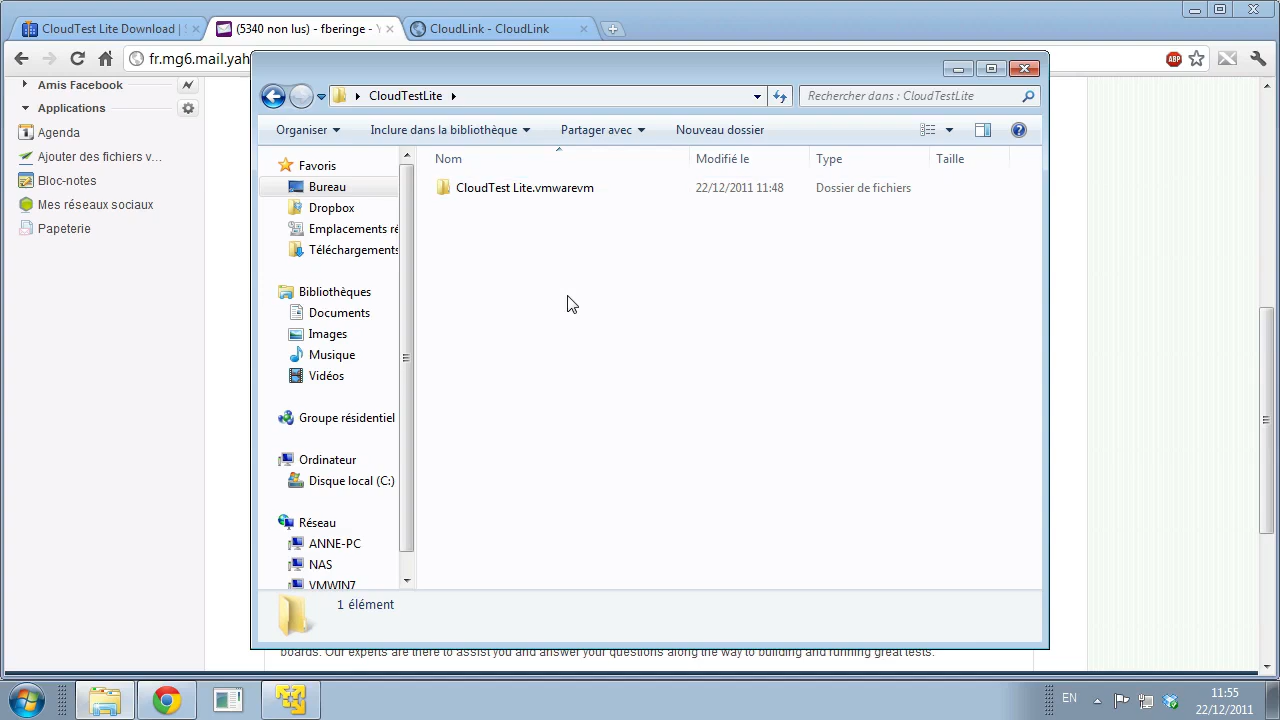 CloudTest Lite Download |
(5340 non lus) - fberinge -
CloudLink - CloudLink
fr.mg6.mail.yah
ABP
Amis Facebook
Applications
Agenda
Ajouter des fichiers v...
Bloc-notes
Mes réseaux sociaux
Papeterie
CloudTestLite
Rechercher dans : CloudTestLite
Organiser
Inclure dans la bibliothèque
Partager avec
Nouveau dossier
Nom
Modifié le
Type
Taille
CloudTest Lite.vmwarevm
22/12/2011 11:48
Dossier de fichiers
Favoris
Bureau
Dropbox
Emplacements ré
Téléchargements
Bibliothèques
Documents
Images
Musique
Vidéos
Groupe résidentiel
Ordinateur
Disque local (C:)
Réseau
ANNE-PC
NAS
VMWIN7
1 élément
boards. Our experts are there to assist you and answer your questions along the way to building and running great tests.
EN
11:55
22/12/2011